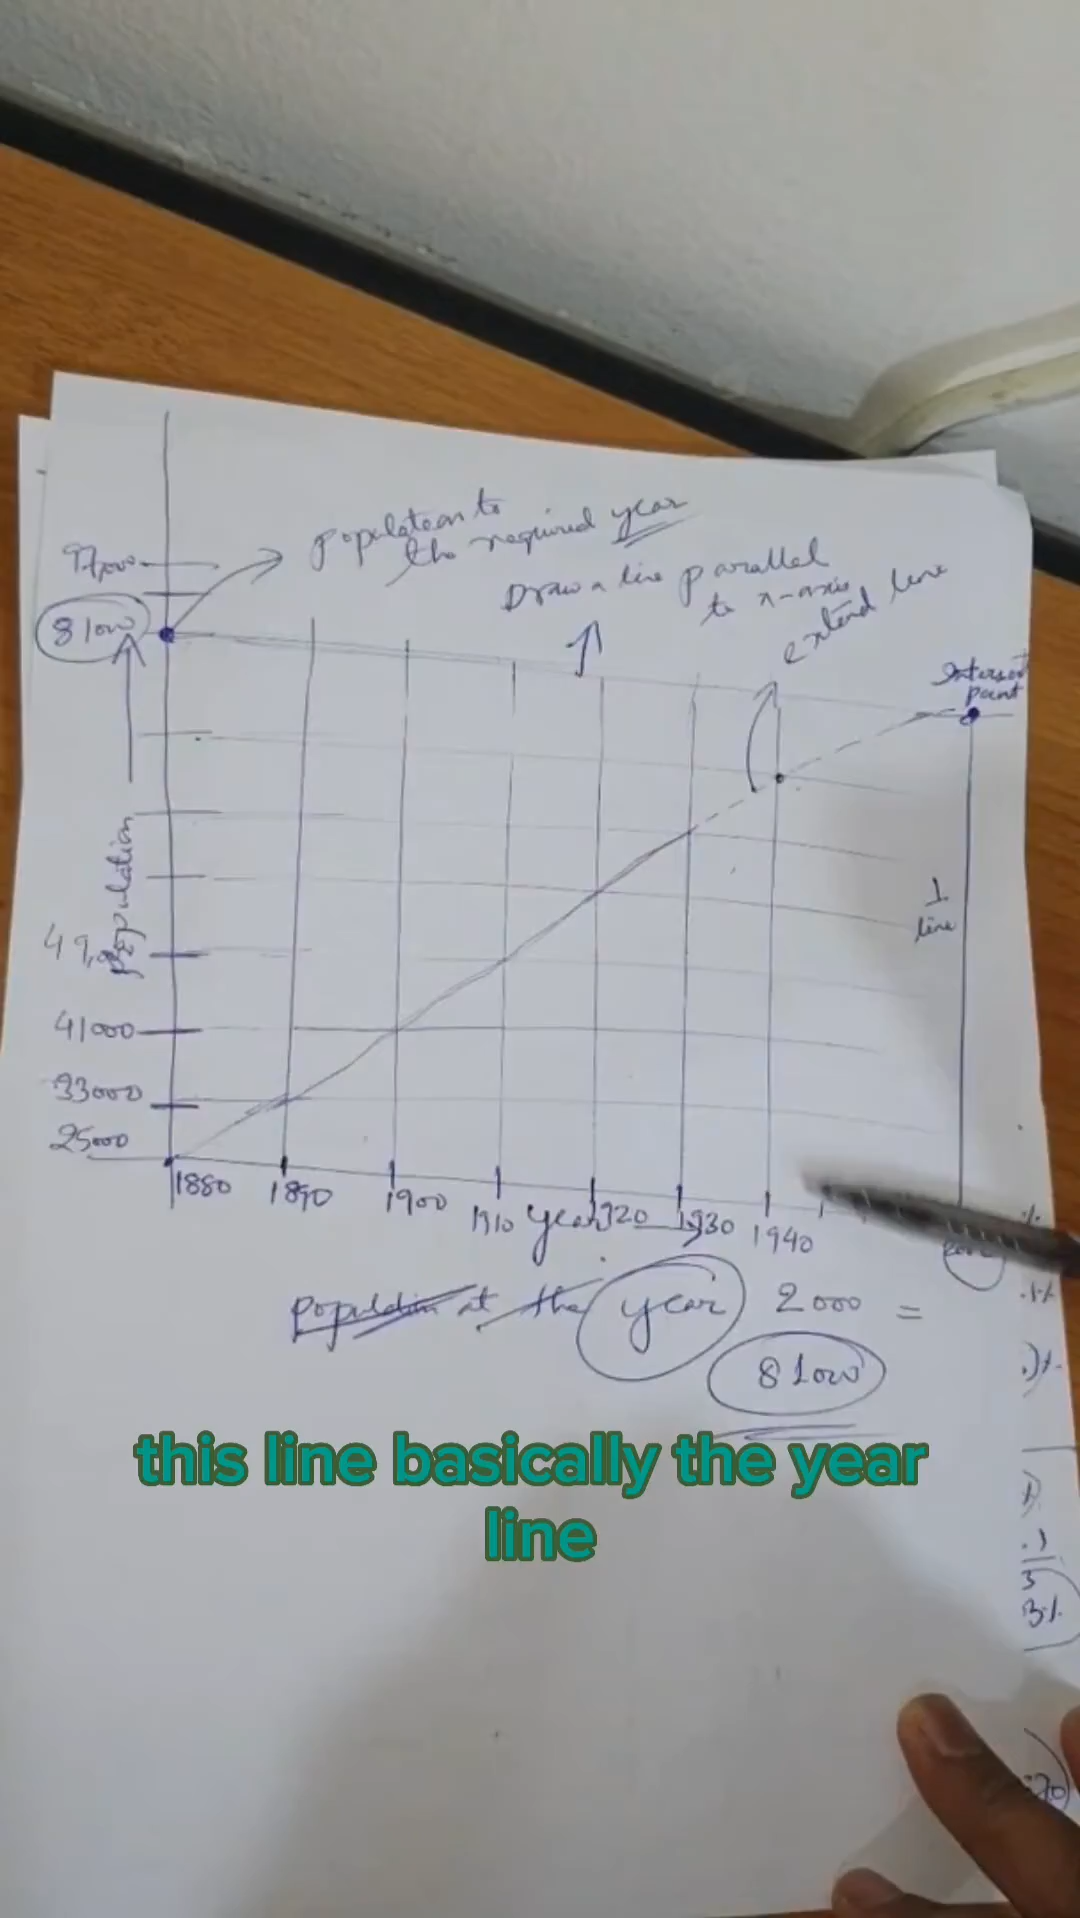 population to
the required year
Draw a line parallel
to x-axis
extend line
97,000
81000
Intersect
point
population
⊥
line
49,
41000
33000
25000
1880 1890 1900 1910 year 1920 1930 1940
population at the year 2000 =
81000
this line basically the year
line